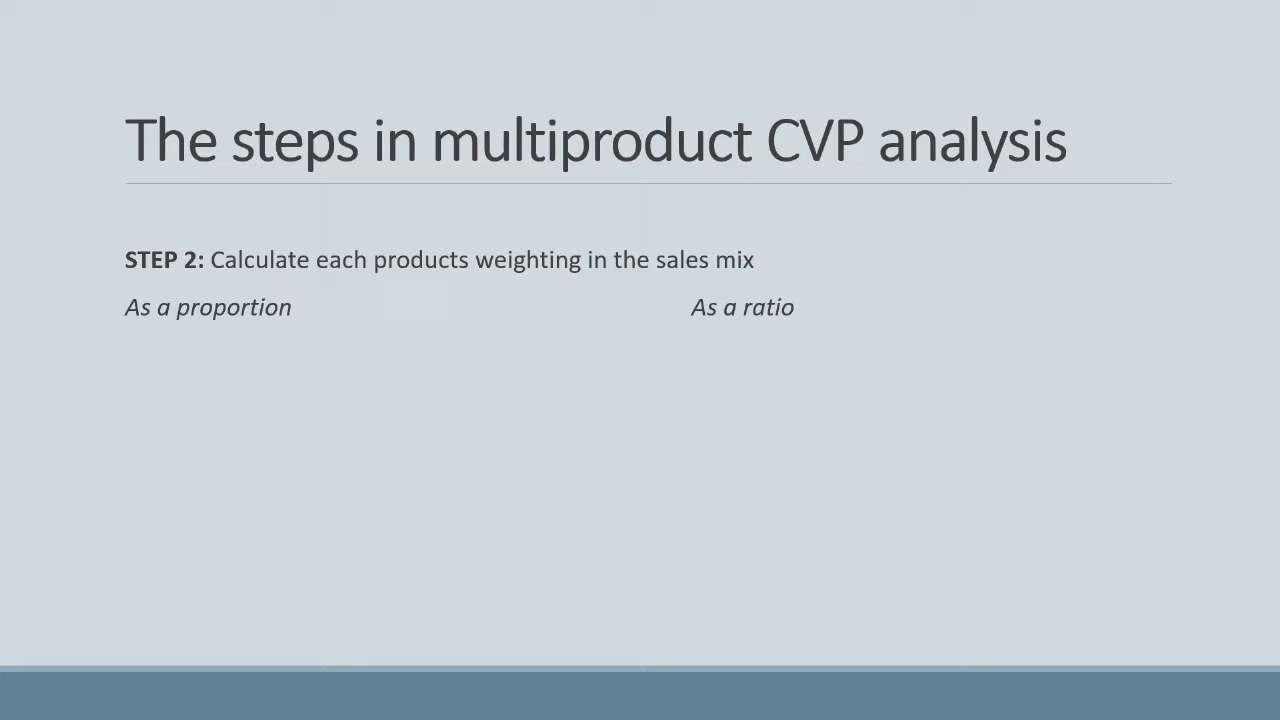 The steps in multiproduct CVP analysis
STEP 2: Calculate each products weighting in the sales mix
As a proportion
As a ratio